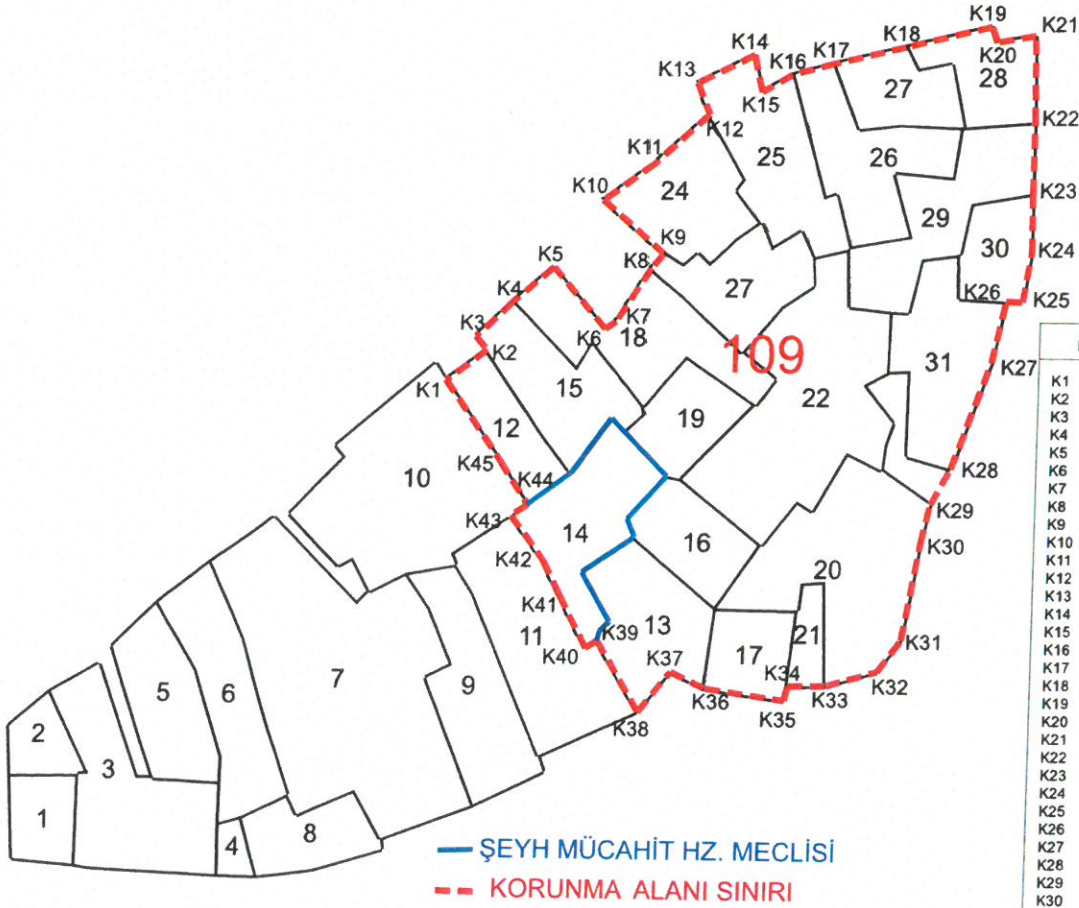 K19
K18
K21
K20
K14
K17
K16
K13
K15
27
28
K12
K22
K11
25
26
K10
24
K23
29
30
K9
K24
K5
K8
27
K26
K25
K4
K7
18
K3
K6
109
K2
K27
31
K1
15
22
19
12
K45
10
K44
K28
K43
14
K29
16
K42
K30
20
K41
K39
13
11
K40
21
K31
17
K37
K34
K32
K33
K36
K35
K38
9
7
5
6
2
3
1
4
8
K1
K2
K3
K4
K5
K6
K7
K8
K9
K10
K11
K12
K13
K14
K15
K16
K17
K18
K19
K20
K21
K22
K23
K24
K25
K26
K27
K28
K29
K30
ŞEYH MÜCAHİT HZ. MECLİSİ
KORUNMA ALANI SINIRI